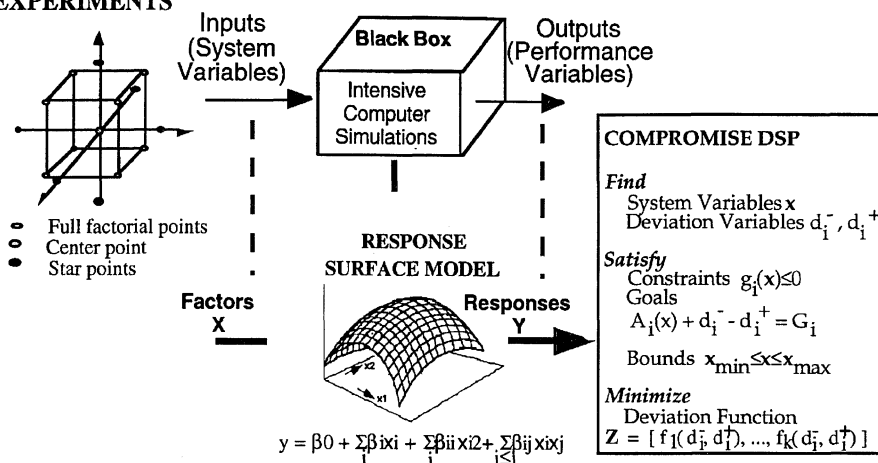 EXPERIMENTS
Inputs
(System
Variables)
Black Box
Intensive
Computer
Simulations
Outputs
(Performance
Variables)
Full factorial points
Center point
Star points
RESPONSE
SURFACE MODEL
Factors
X
x2
x1
Responses
Y
y = β0 + Σβixi + Σβiixi2+ Σβijxixj
i i i<j
COMPROMISE DSP
Find
System Variables x
Deviation Variables d_i^-, d_i^+
Satisfy
Constraints g_i(x)≤0
Goals
A_i(x) + d_i^- - d_i^+ = G_i
Bounds x_min≤x≤x_max
Minimize
Deviation Function
Z = [ f_1(d_i^-, d_i^+), ..., f_k(d_i^-, d_i^+) ]